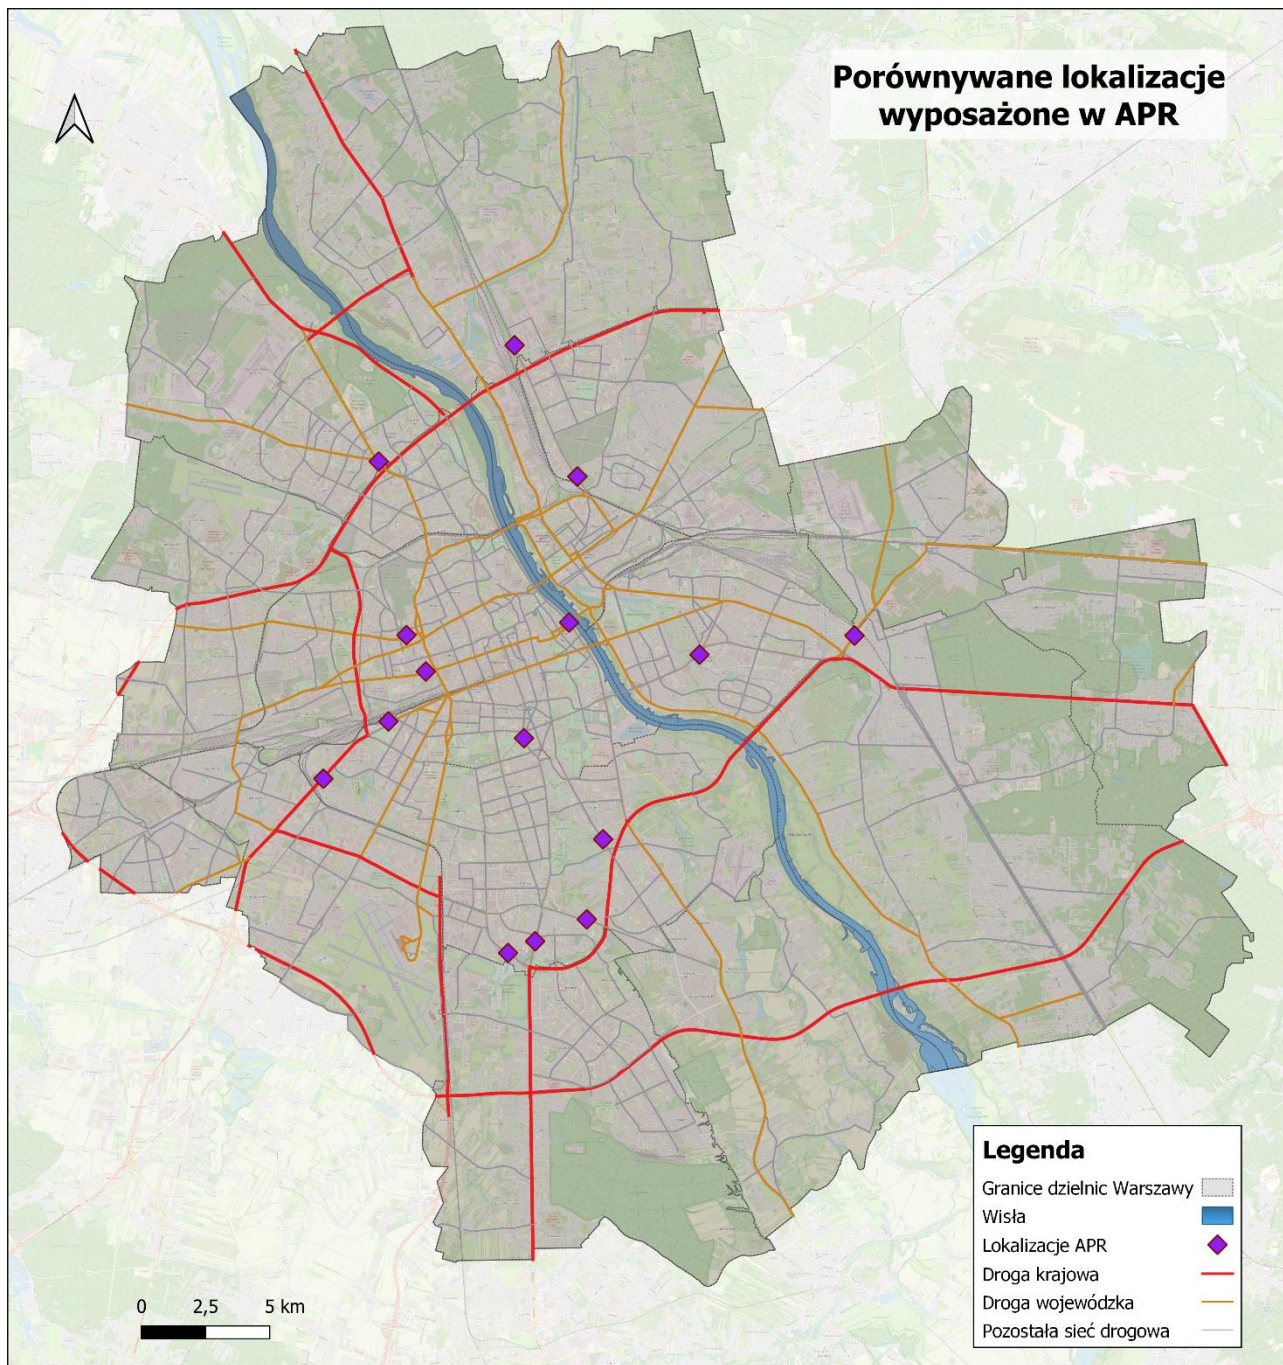 Porównywane lokalizacje
wyposażone w APR
Legenda
Granice dzielnic Warszawy
Wisła
Lokalizacje APR
Droga krajowa
Droga wojewódzka
Pozostała sieć drogowa
0 2,5 5 km